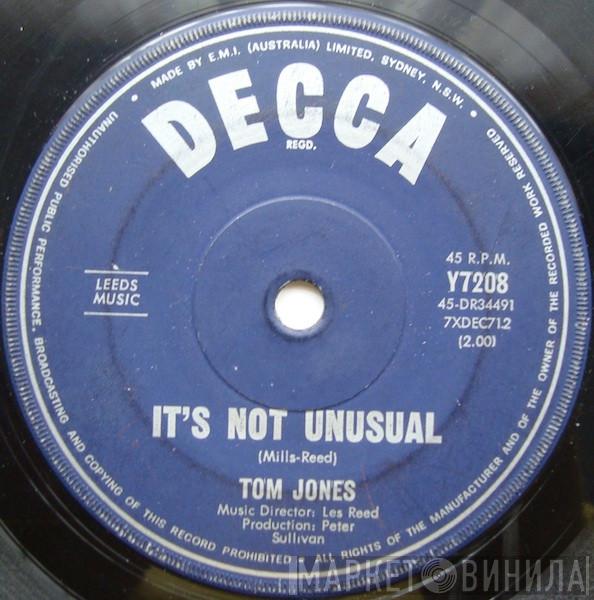 MADE BY E.M.I. (AUSTRALIA) LIMITED, SYDNEY, N.S.W.
DECCA
REGD.
LEEDS
MUSIC
45 R.P.M.
Y7208
45-DR34491
7XDEC712
(2.00)
IT'S NOT UNUSUAL
(Mills-Reed)
TOM JONES
Music Director: Les Reed
Production: Peter
Sullivan
UNAUTHORISED PUBLIC PERFORMANCE, BROADCASTING AND COPYING OF THIS RECORD PROHIBITED - ALL RIGHTS OF THE MANUFACTURER AND OF THE OWNER OF THE RECORDED WORK RESERVED
МАРКЕТ ВИНИЛА